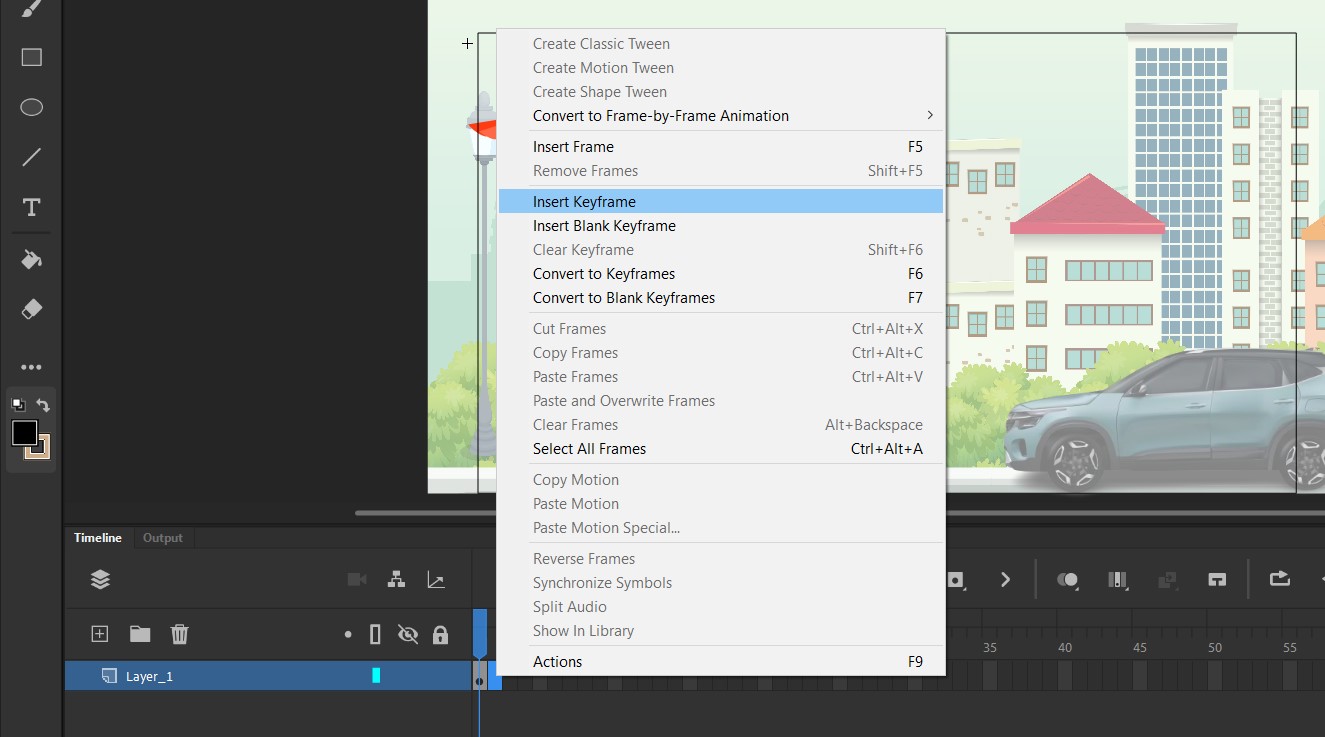 Create Classic Tween
Create Motion Tween
Create Shape Tween
Convert to Frame-by-Frame Animation
Insert Frame F5
Remove Frames Shift+F5
Insert Keyframe
Insert Blank Keyframe
Clear Keyframe Shift+F6
Convert to Keyframes F6
Convert to Blank Keyframes F7
Cut Frames Ctrl+Alt+X
Copy Frames Ctrl+Alt+C
Paste Frames Ctrl+Alt+V
Paste and Overwrite Frames
Clear Frames Alt+Backspace
Select All Frames Ctrl+Alt+A
Copy Motion
Paste Motion
Paste Motion Special...
Reverse Frames
Synchronize Symbols
Split Audio
Show In Library
Actions F9
Timeline Output
35 40 45 50 55
Layer_1